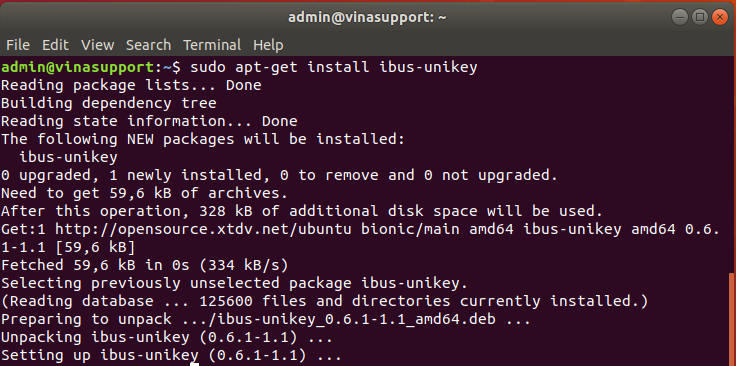 admin@vinasupport: ~
File Edit View Search Terminal Help
admin@vinasupport:~$ sudo apt-get install ibus-unikey
Reading package lists... Done
Building dependency tree
Reading state information... Done
The following NEW packages will be installed:
  ibus-unikey
0 upgraded, 1 newly installed, 0 to remove and 0 not upgraded.
Need to get 59,6 kB of archives.
After this operation, 328 kB of additional disk space will be used.
Get:1 http://opensource.xtdv.net/ubuntu bionic/main amd64 ibus-unikey amd64 0.6.
1-1.1 [59,6 kB]
Fetched 59,6 kB in 0s (334 kB/s)
Selecting previously unselected package ibus-unikey.
(Reading database ... 125600 files and directories currently installed.)
Preparing to unpack .../ibus-unikey_0.6.1-1.1_amd64.deb ...
Unpacking ibus-unikey (0.6.1-1.1) ...
Setting up ibus-unikey (0.6.1-1.1) ...